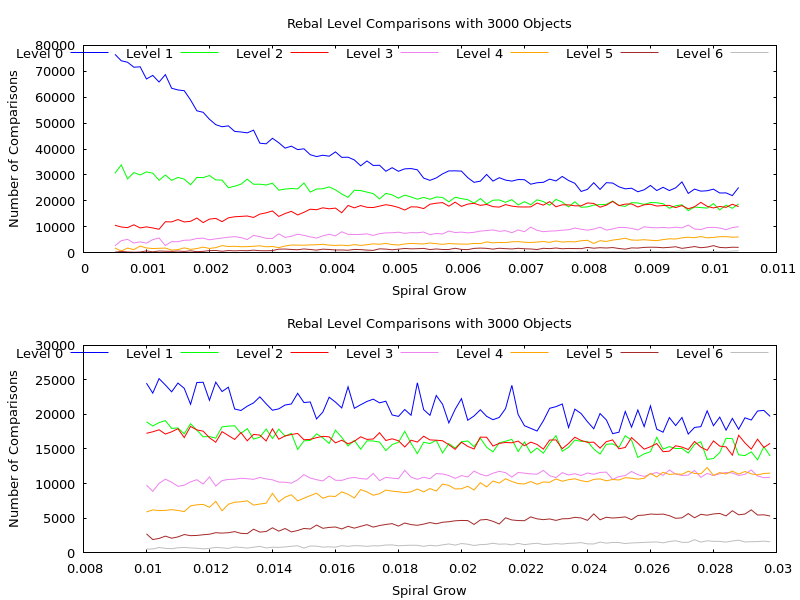 Rebal Level Comparisons with 3000 Objects
Level 0 Level 1 Level 2 Level 3 Level 4 Level 5 Level 6
Number of Comparisons
80000
70000
60000
50000
40000
30000
20000
10000
0
0 0.001 0.002 0.003 0.004 0.005 0.006 0.007 0.008 0.009 0.01 0.011
Spiral Grow
Rebal Level Comparisons with 3000 Objects
Level 0 Level 1 Level 2 Level 3 Level 4 Level 5 Level 6
Number of Comparisons
30000
25000
20000
15000
10000
5000
0
0.008 0.01 0.012 0.014 0.016 0.018 0.02 0.022 0.024 0.026 0.028 0.03
Spiral Grow